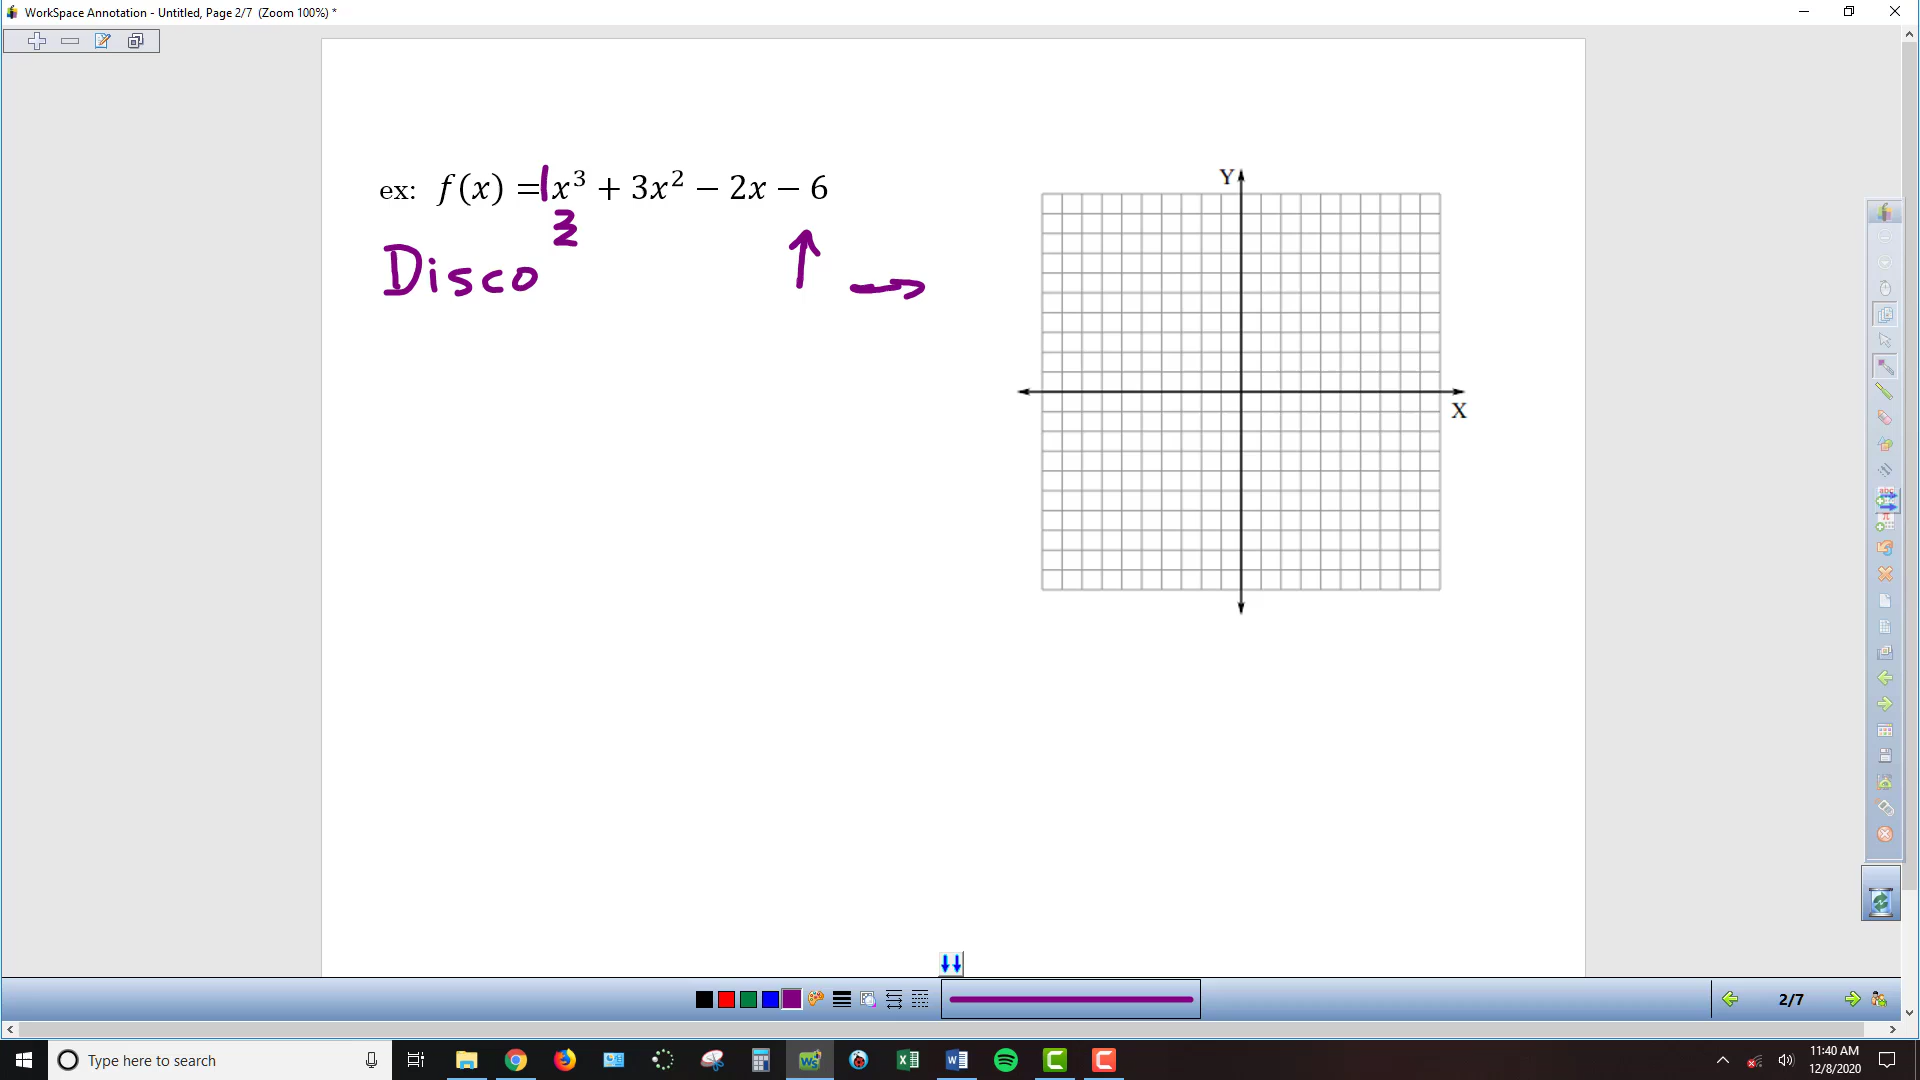 WorkSpace Annotation - Untitled, Page 2/7 (Zoom 100%) *
ex: f(x) = 1x³ + 3x² − 2x − 6
Disco
Y
X
2/7
Type here to search
11:40 AM
12/8/2020